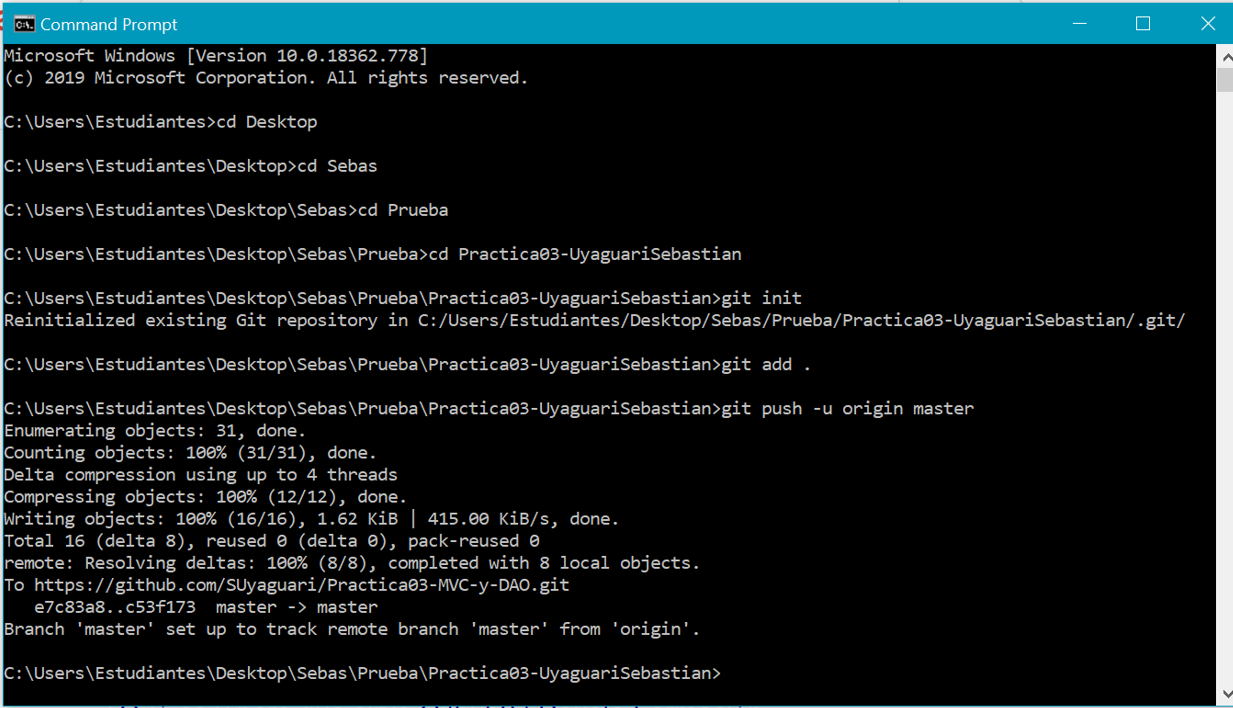 Command Prompt
Microsoft Windows [Version 10.0.18362.778]
(c) 2019 Microsoft Corporation. All rights reserved.
C:\Users\Estudiantes>cd Desktop
C:\Users\Estudiantes\Desktop>cd Sebas
C:\Users\Estudiantes\Desktop\Sebas>cd Prueba
C:\Users\Estudiantes\Desktop\Sebas\Prueba>cd Practica03-UyaguariSebastian
C:\Users\Estudiantes\Desktop\Sebas\Prueba\Practica03-UyaguariSebastian>git init
Reinitialized existing Git repository in C:/Users/Estudiantes/Desktop/Sebas/Prueba/Practica03-UyaguariSebastian/.git/
C:\Users\Estudiantes\Desktop\Sebas\Prueba\Practica03-UyaguariSebastian>git add .
C:\Users\Estudiantes\Desktop\Sebas\Prueba\Practica03-UyaguariSebastian>git push -u origin master
Enumerating objects: 31, done.
Counting objects: 100% (31/31), done.
Delta compression using up to 4 threads
Compressing objects: 100% (12/12), done.
Writing objects: 100% (16/16), 1.62 KiB | 415.00 KiB/s, done.
Total 16 (delta 8), reused 0 (delta 0), pack-reused 0
remote: Resolving deltas: 100% (8/8), completed with 8 local objects.
To https://github.com/SUyaguari/Practica03-MVC-y-DAO.git
   e7c83a8..c53f173  master -> master
Branch 'master' set up to track remote branch 'master' from 'origin'.
C:\Users\Estudiantes\Desktop\Sebas\Prueba\Practica03-UyaguariSebastian>